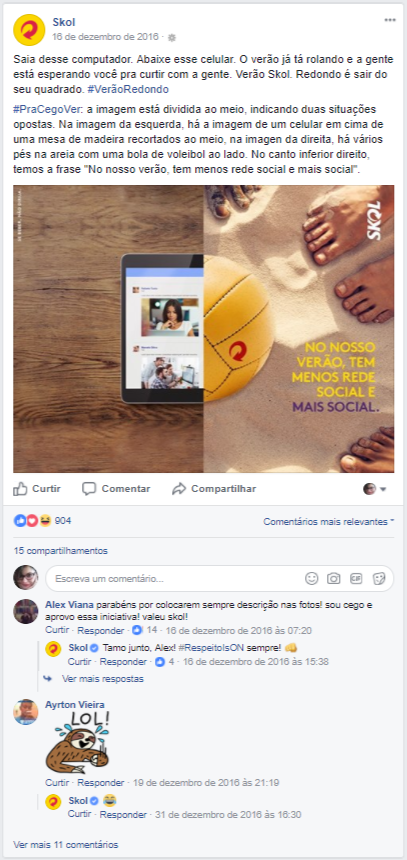 Skol
16 de dezembro de 2016 ·
Saia desse computador. Abaixe esse celular. O verão já tá rolando e a gente
está esperando você pra curtir com a gente. Verão Skol. Redondo é sair do
seu quadrado. #VerãoRedondo
#PraCegoVer: a imagem está dividida ao meio, indicando duas situações
opostas. Na imagem da esquerda, há a imagem de um celular em cima de
uma mesa de madeira recortados ao meio, na imagen da direita, há vários
pés na areia com uma bola de voleibol ao lado. No canto inferior direito,
temos a frase "No nosso verão, tem menos rede social e mais social".
SKOL
NO NOSSO
VERÃO, TEM
MENOS REDE
SOCIAL E
MAIS SOCIAL.
Curtir Comentar Compartilhar
904 Comentários mais relevantes
15 compartilhamentos
Escreva um comentário...
GIF
Alex Viana parabéns por colocarem sempre descrição nas fotos! sou cego e
aprovo essa iniciativa! valeu skol!
Curtir · Responder · 14 · 16 de dezembro de 2016 às 07:20
Skol Tamo junto, Alex! #RespeitoIsON sempre! 👊
Curtir · Responder · 4 · 16 de dezembro de 2016 às 15:38
Ver mais respostas
Ayrton Vieira
LOL!
Curtir · Responder · 19 de dezembro de 2016 às 21:19
Skol 😂
Curtir · Responder · 31 de dezembro de 2016 às 16:30
Ver mais 11 comentários